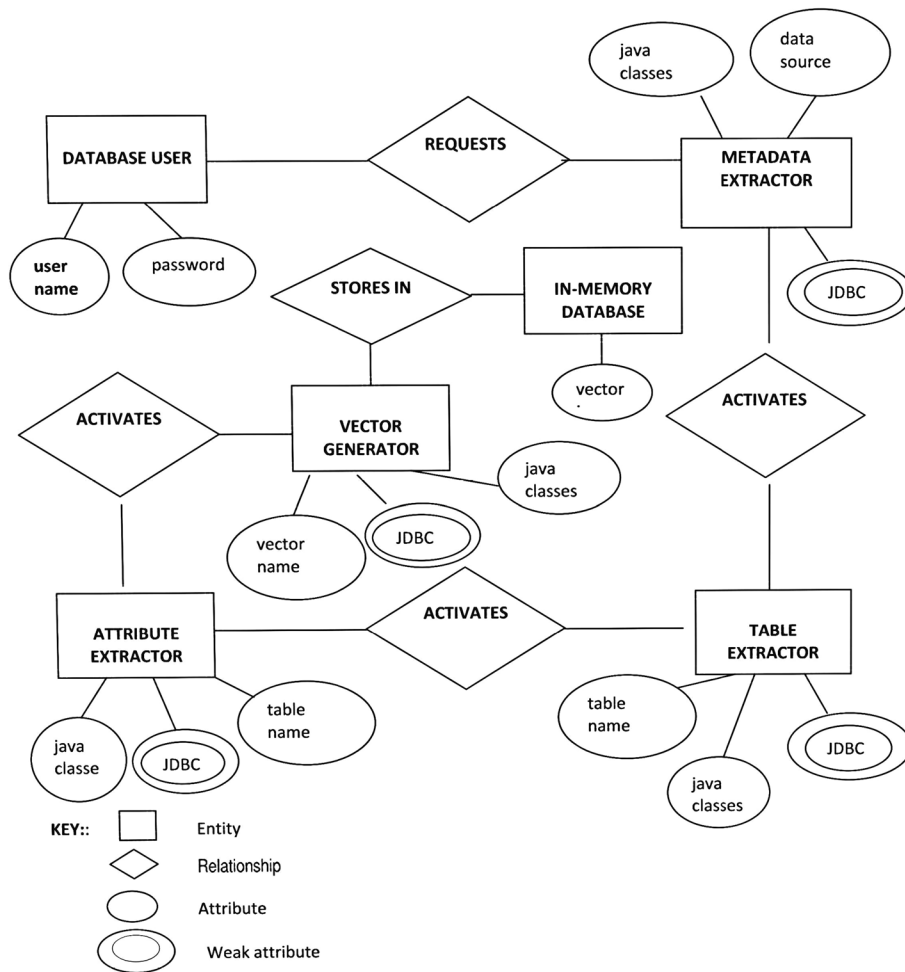 java
classes
data
source
DATABASE USER
REQUESTS
METADATA
EXTRACTOR
user
name
password
STORES IN
IN-MEMORY
DATABASE
JDBC
vector
ACTIVATES
VECTOR
GENERATOR
ACTIVATES
java
classes
vector
name
JDBC
ATTRIBUTE
EXTRACTOR
ACTIVATES
TABLE
EXTRACTOR
java
classe
JDBC
table
name
table
name
java
classes
JDBC
KEY::
Entity
Relationship
Attribute
Weak attribute